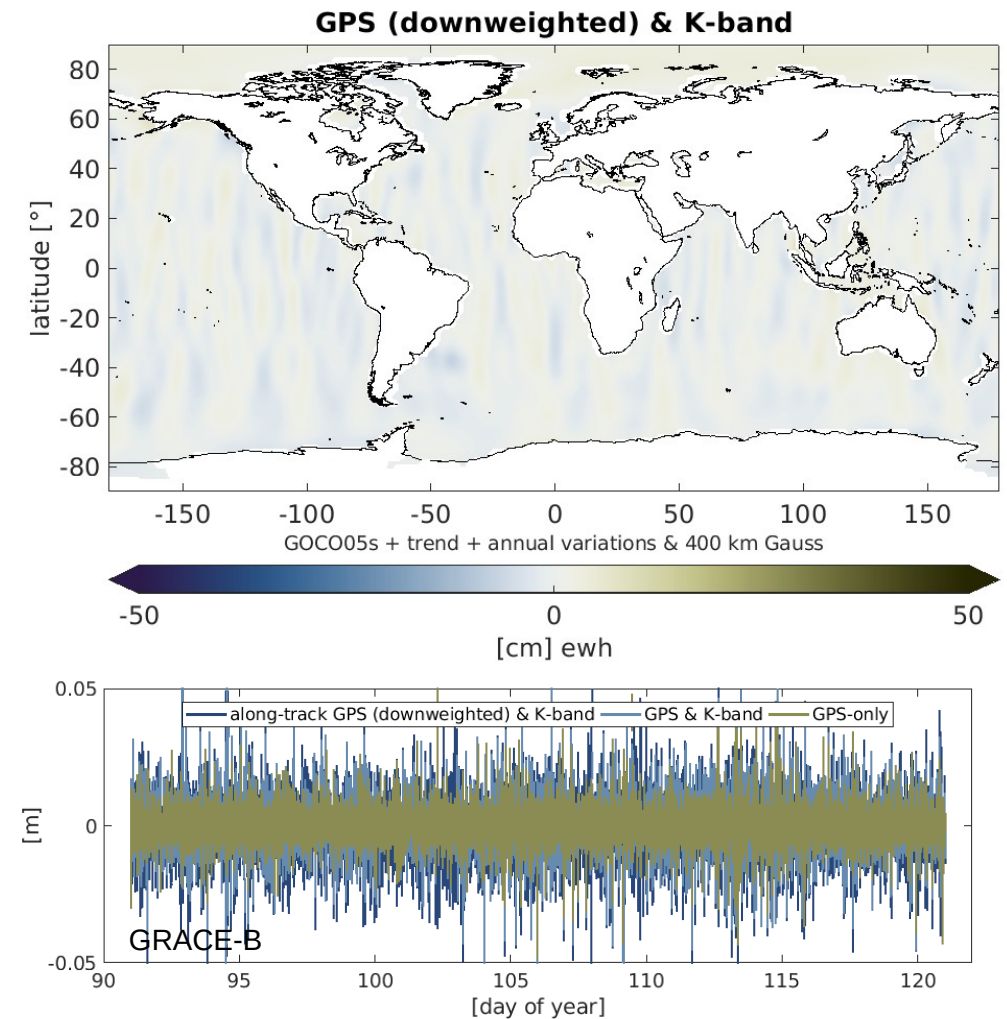 GPS (downweighted) & K-band
latitude [°]
80
60
40
20
0
-20
-40
-60
-80
-150 -100 -50 0 50 100 150
GOCO05s + trend + annual variations & 400 km Gauss
-50 0 50
[cm] ewh
0.05
0
-0.05
[m]
along-track GPS (downweighted) & K-band GPS & K-band GPS-only
GRACE-B
90 95 100 105 110 115 120
[day of year]